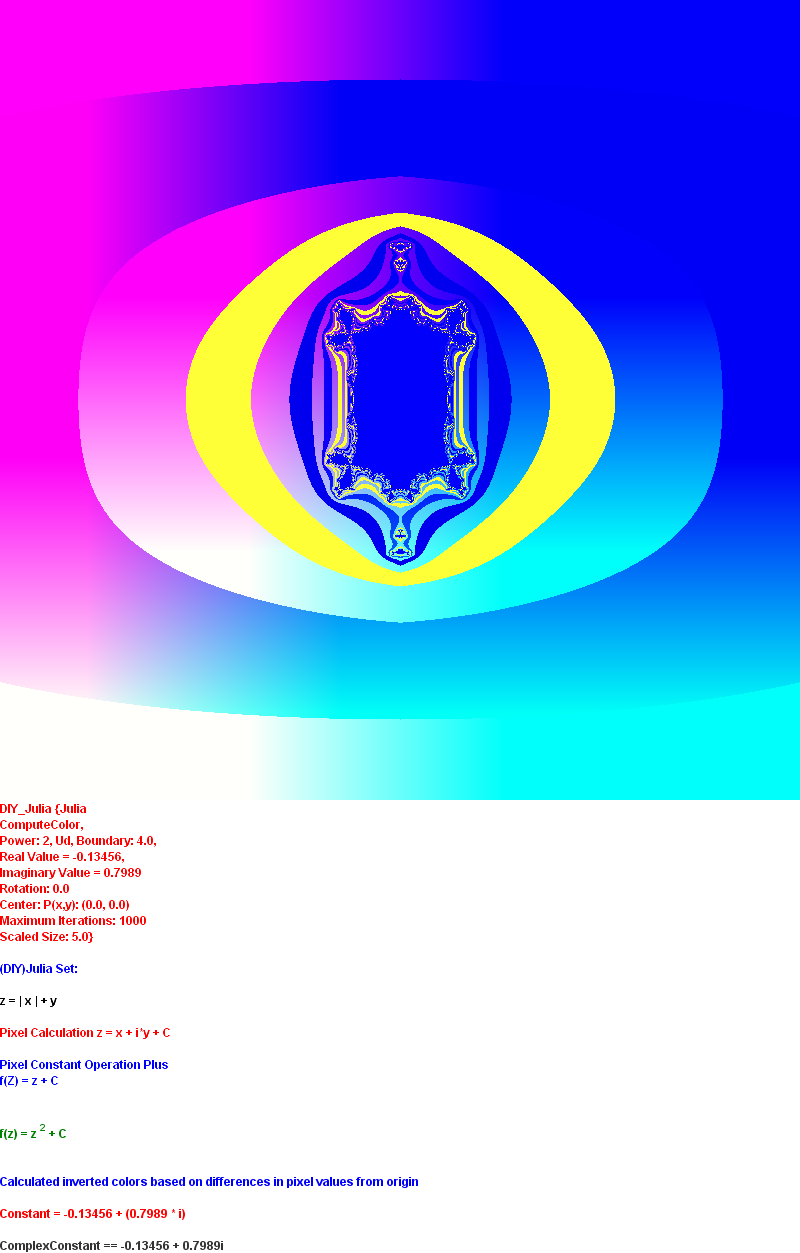 DIY_Julia {Julia
ComputeColor,
Power: 2, Ud, Boundary: 4.0,
Real Value = -0.13456,
Imaginary Value = 0.7989
Rotation: 0.0
Center: P(x,y): (0.0, 0.0)
Maximum Iterations: 1000
Scaled Size: 5.0}
(DIY)Julia Set:
z = | x | + y
Pixel Calculation z = x + i*y + C
Pixel Constant Operation Plus
f(Z) = z + C
f(z) = z 2 + C
Calculated inverted colors based on differences in pixel values from origin
Constant = -0.13456 + (0.7989 * i)
ComplexConstant == -0.13456 + 0.7989i